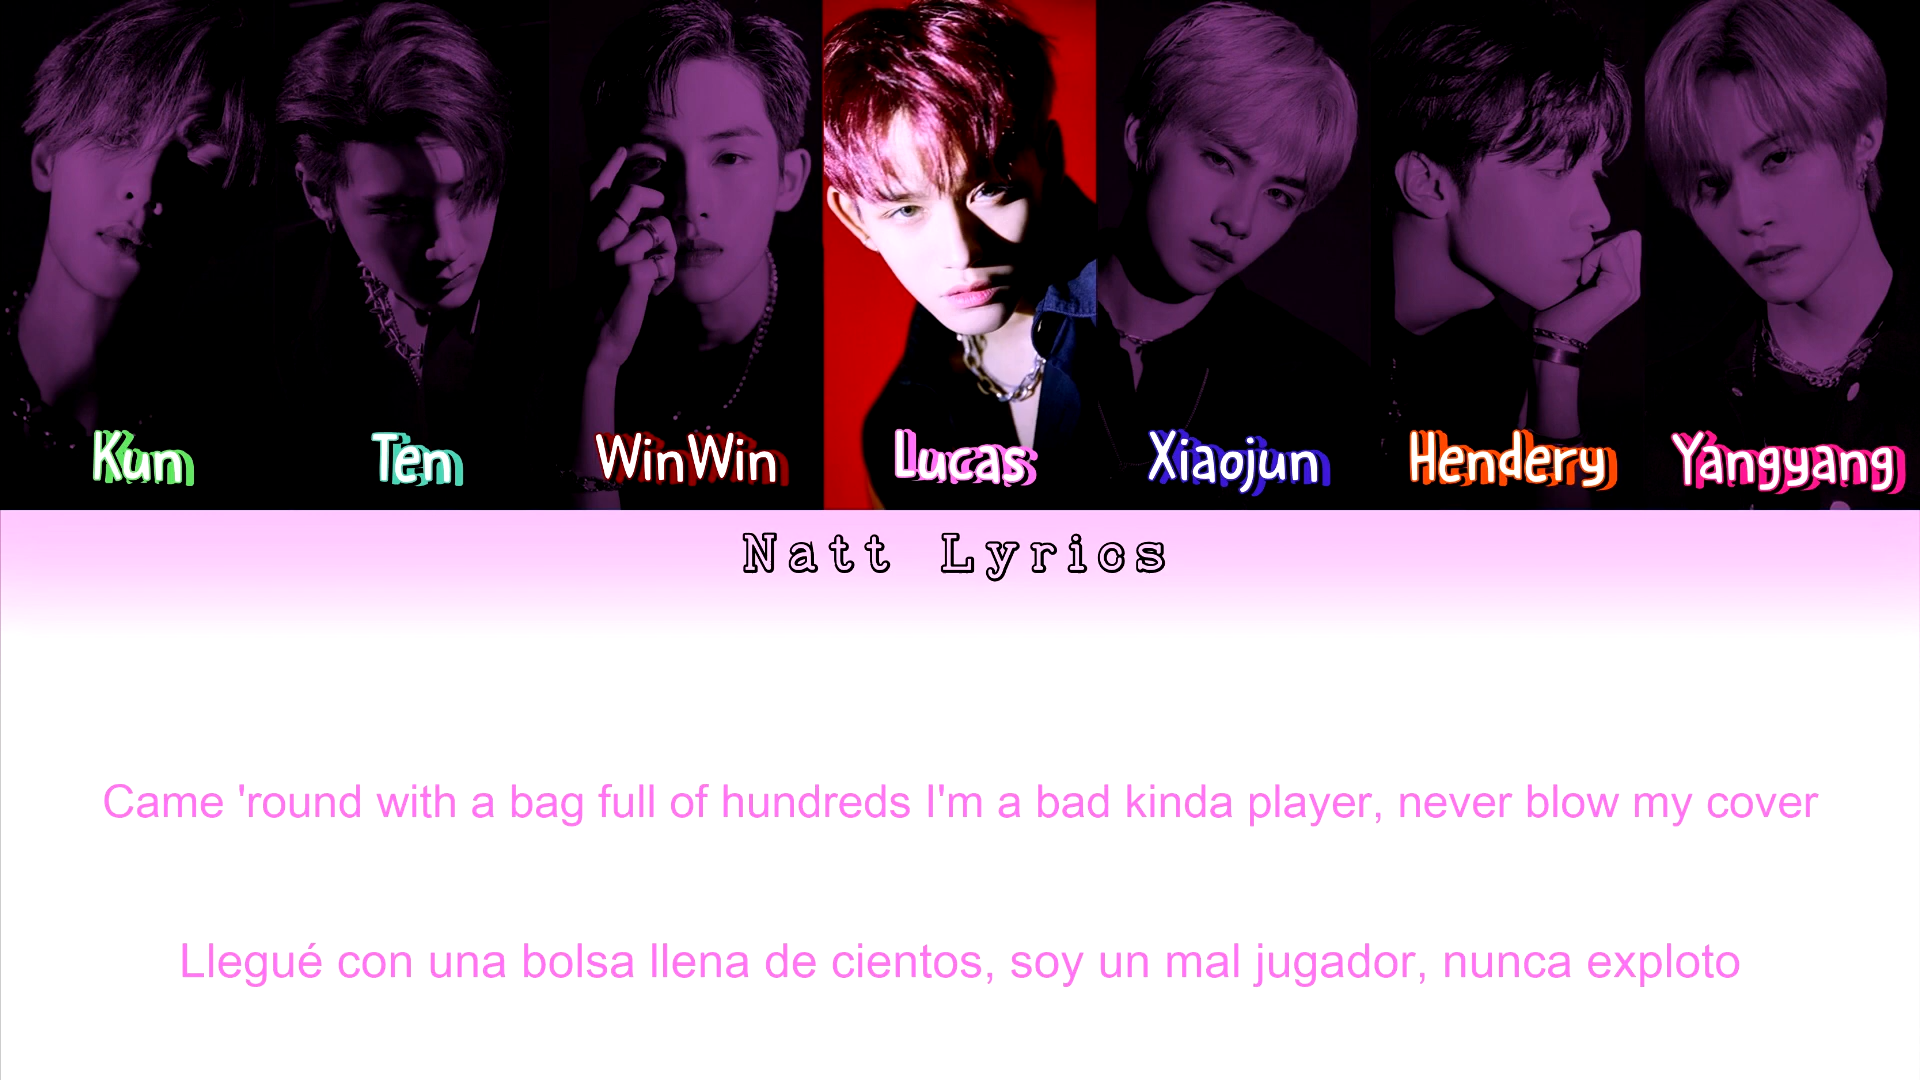 Kun Ten WinWin Lucas Xiaojun Hendery Yangyang
Natt Lyrics
Came 'round with a bag full of hundreds I'm a bad kinda player, never blow my cover
Llegué con una bolsa llena de cientos, soy un mal jugador, nunca exploto